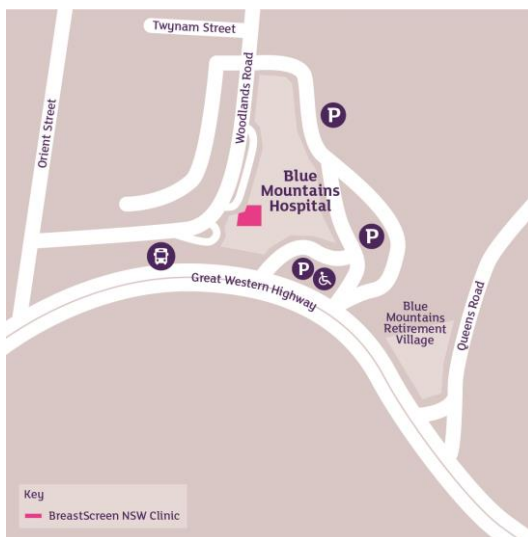 Twynam Street
Woodlands Road
Orient Street
P
Blue
Mountains
Hospital
P
P
Great Western Highway
Blue
Mountains
Retirement
Village
Queens Road
Key
BreastScreen NSW Clinic